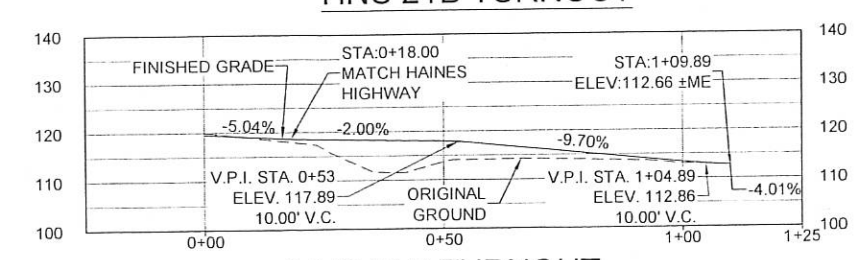 140
140
130
130
120
120
110
110
100
100
FINISHED GRADE
STA:0+18.00
MATCH HAINES
HIGHWAY
STA:1+09.89
ELEV:112.66 ±ME
-5.04%
-2.00%
-9.70%
V.P.I. STA. 0+53
ELEV. 117.89
10.00' V.C.
ORIGINAL
GROUND
V.P.I. STA. 1+04.89
ELEV. 112.86
10.00' V.C.
-4.01%
0+00
0+50
1+00
1+25